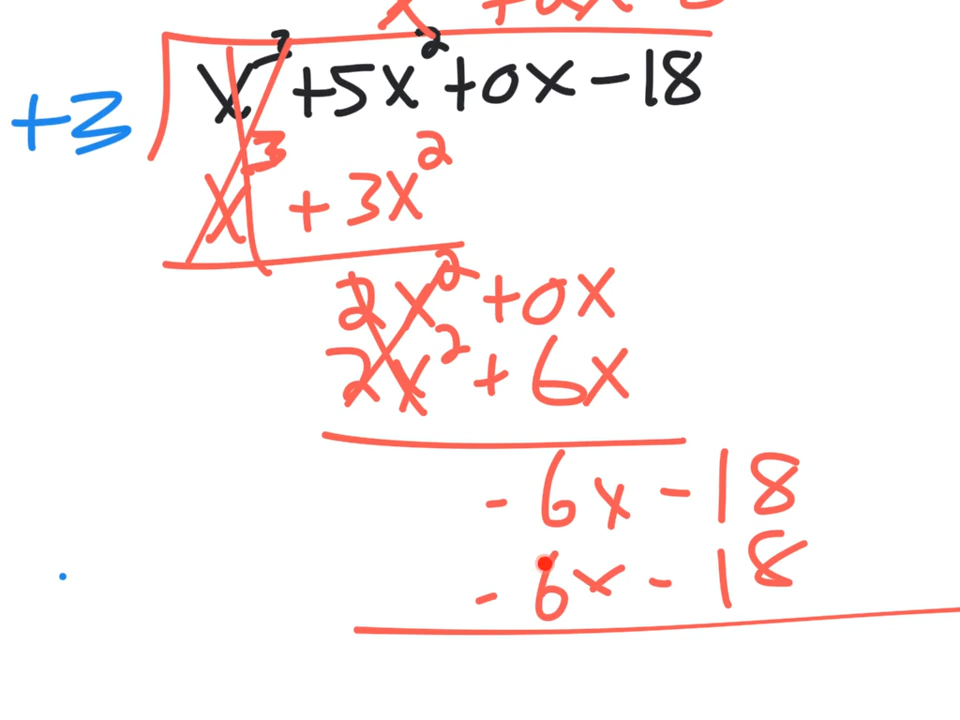 +3 x³ +5x² +0x -18
x³ + 3x²
2x² +0x
2x² + 6x
- 6x - 18
- 6x - 18